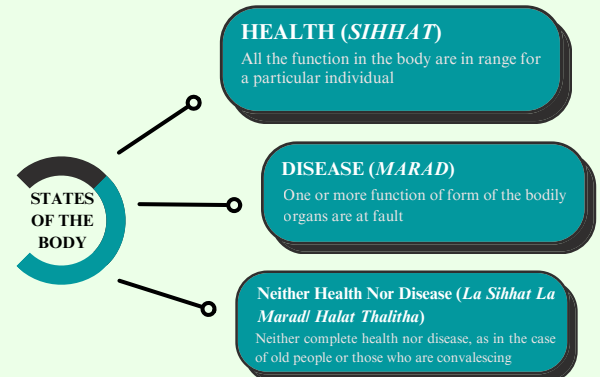 STATES
OF THE
BODY
HEALTH (SIHHAT)
All the function in the body are in range for
a particular individual
DISEASE (MARAD)
One or more function of form of the bodily
organs are at fault
Neither Health Nor Disease (La Sihhat La
Marad/ Halat Thalitha)
Neither complete health nor disease, as in the case
of old people or those who are convalescing